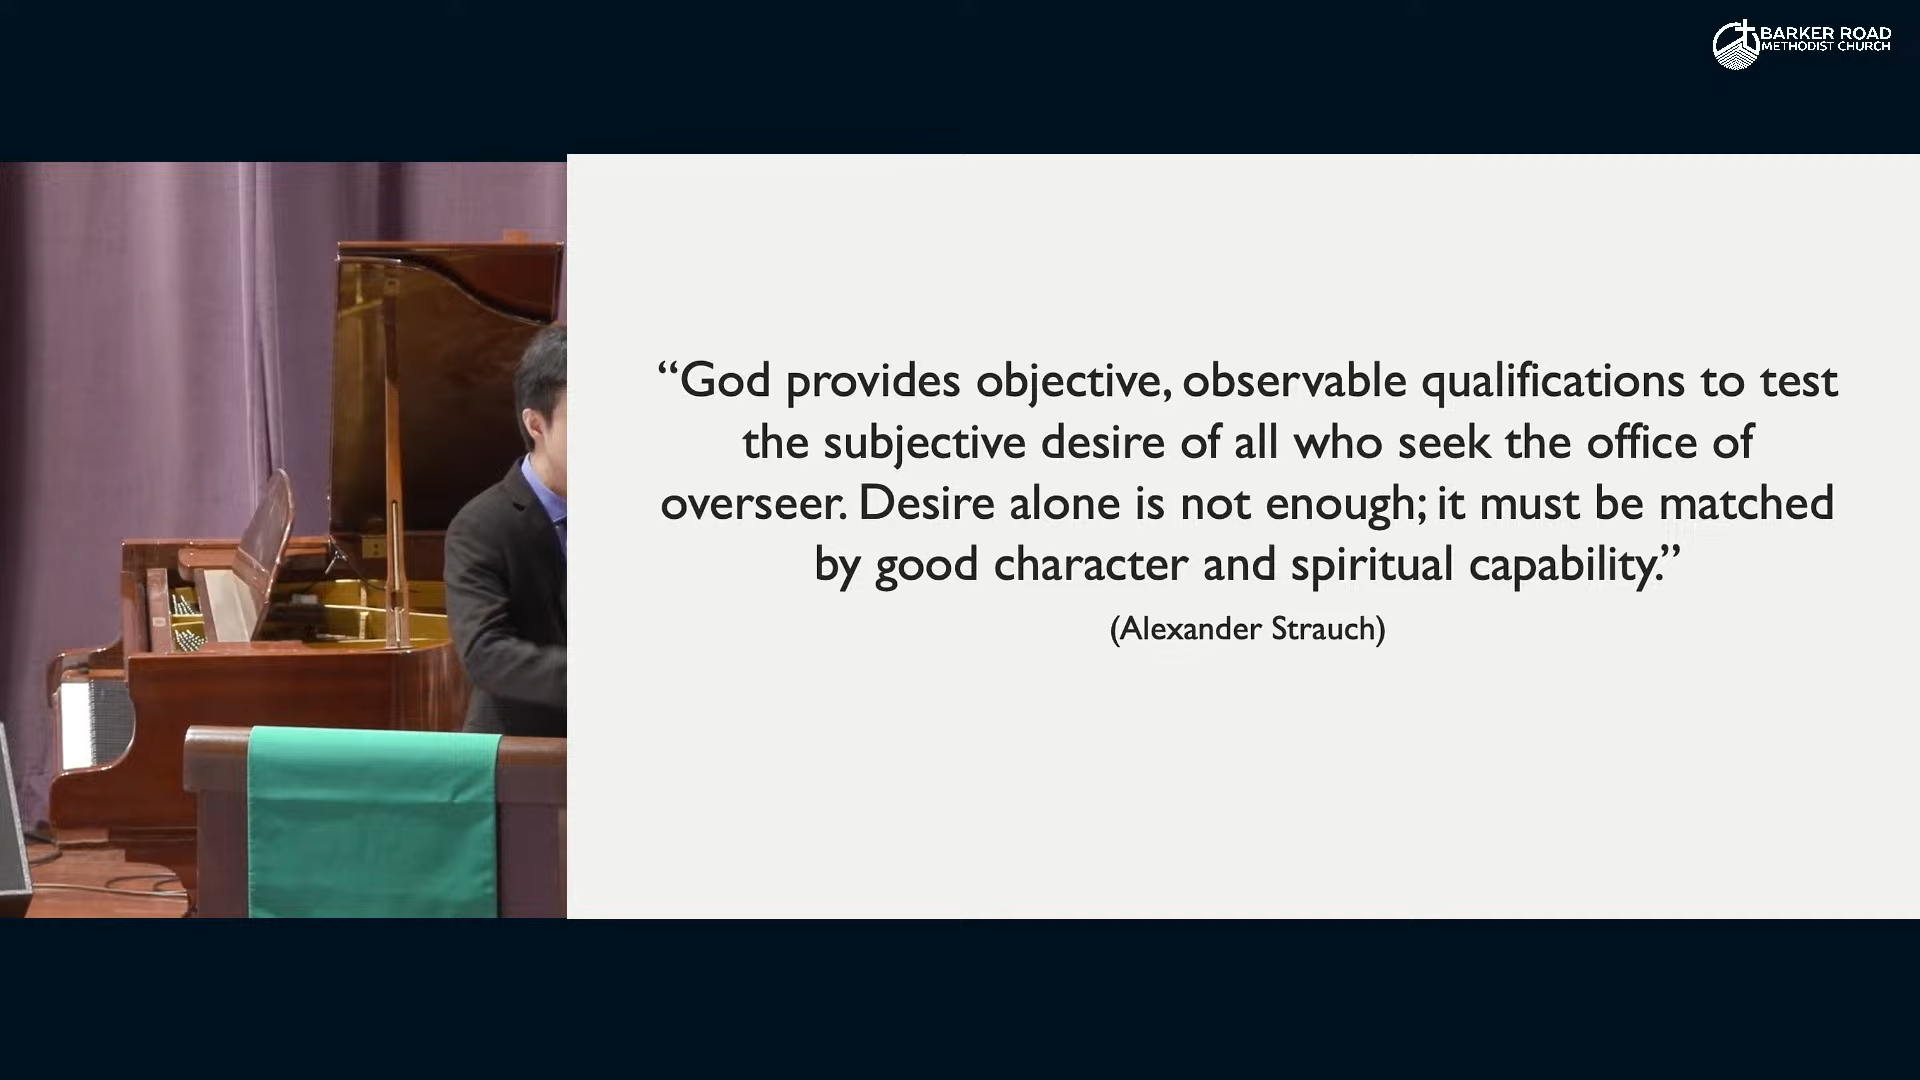 BARKER ROAD
METHODIST CHURCH
“God provides objective, observable qualifications to test
the subjective desire of all who seek the office of
overseer. Desire alone is not enough; it must be matched
by good character and spiritual capability.”
(Alexander Strauch)